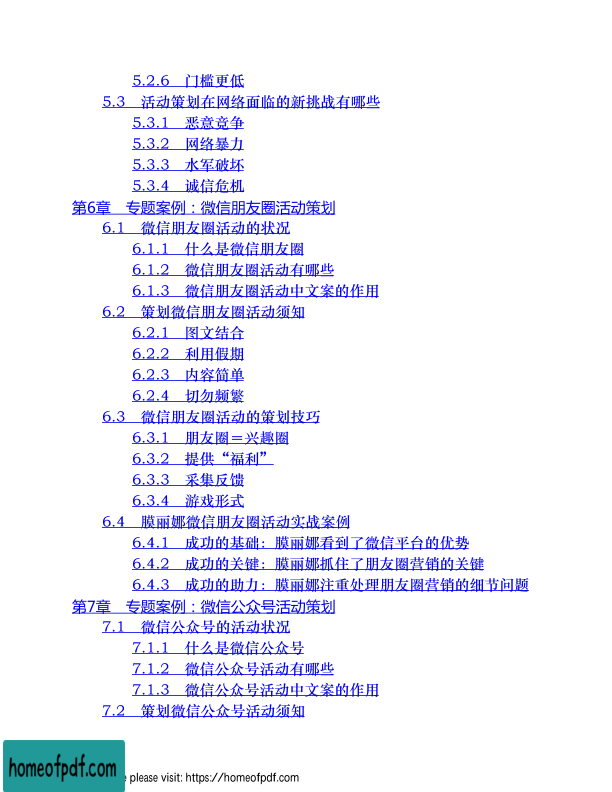 5.2.6 门槛更低
5.3 活动策划在网络面临的新挑战有哪些
5.3.1 恶意竞争
5.3.2 网络暴力
5.3.3 水军破坏
5.3.4 诚信危机
第6章 专题案例：微信朋友圈活动策划
6.1 微信朋友圈活动的状况
6.1.1 什么是微信朋友圈
6.1.2 微信朋友圈活动有哪些
6.1.3 微信朋友圈活动中文案的作用
6.2 策划微信朋友圈活动须知
6.2.1 图文结合
6.2.2 利用假期
6.2.3 内容简单
6.2.4 切勿频繁
6.3 微信朋友圈活动的策划技巧
6.3.1 朋友圈＝兴趣圈
6.3.2 提供“福利”
6.3.3 采集反馈
6.3.4 游戏形式
6.4 膜丽娜微信朋友圈活动实战案例
6.4.1 成功的基础：膜丽娜看到了微信平台的优势
6.4.2 成功的关键：膜丽娜抓住了朋友圈营销的关键
6.4.3 成功的助力：膜丽娜注重处理朋友圈营销的细节问题
第7章 专题案例：微信公众号活动策划
7.1 微信公众号的活动状况
7.1.1 什么是微信公众号
7.1.2 微信公众号活动有哪些
7.1.3 微信公众号活动中文案的作用
7.2 策划微信公众号活动须知
homeofpdf.com
please visit: https://homeofpdf.com